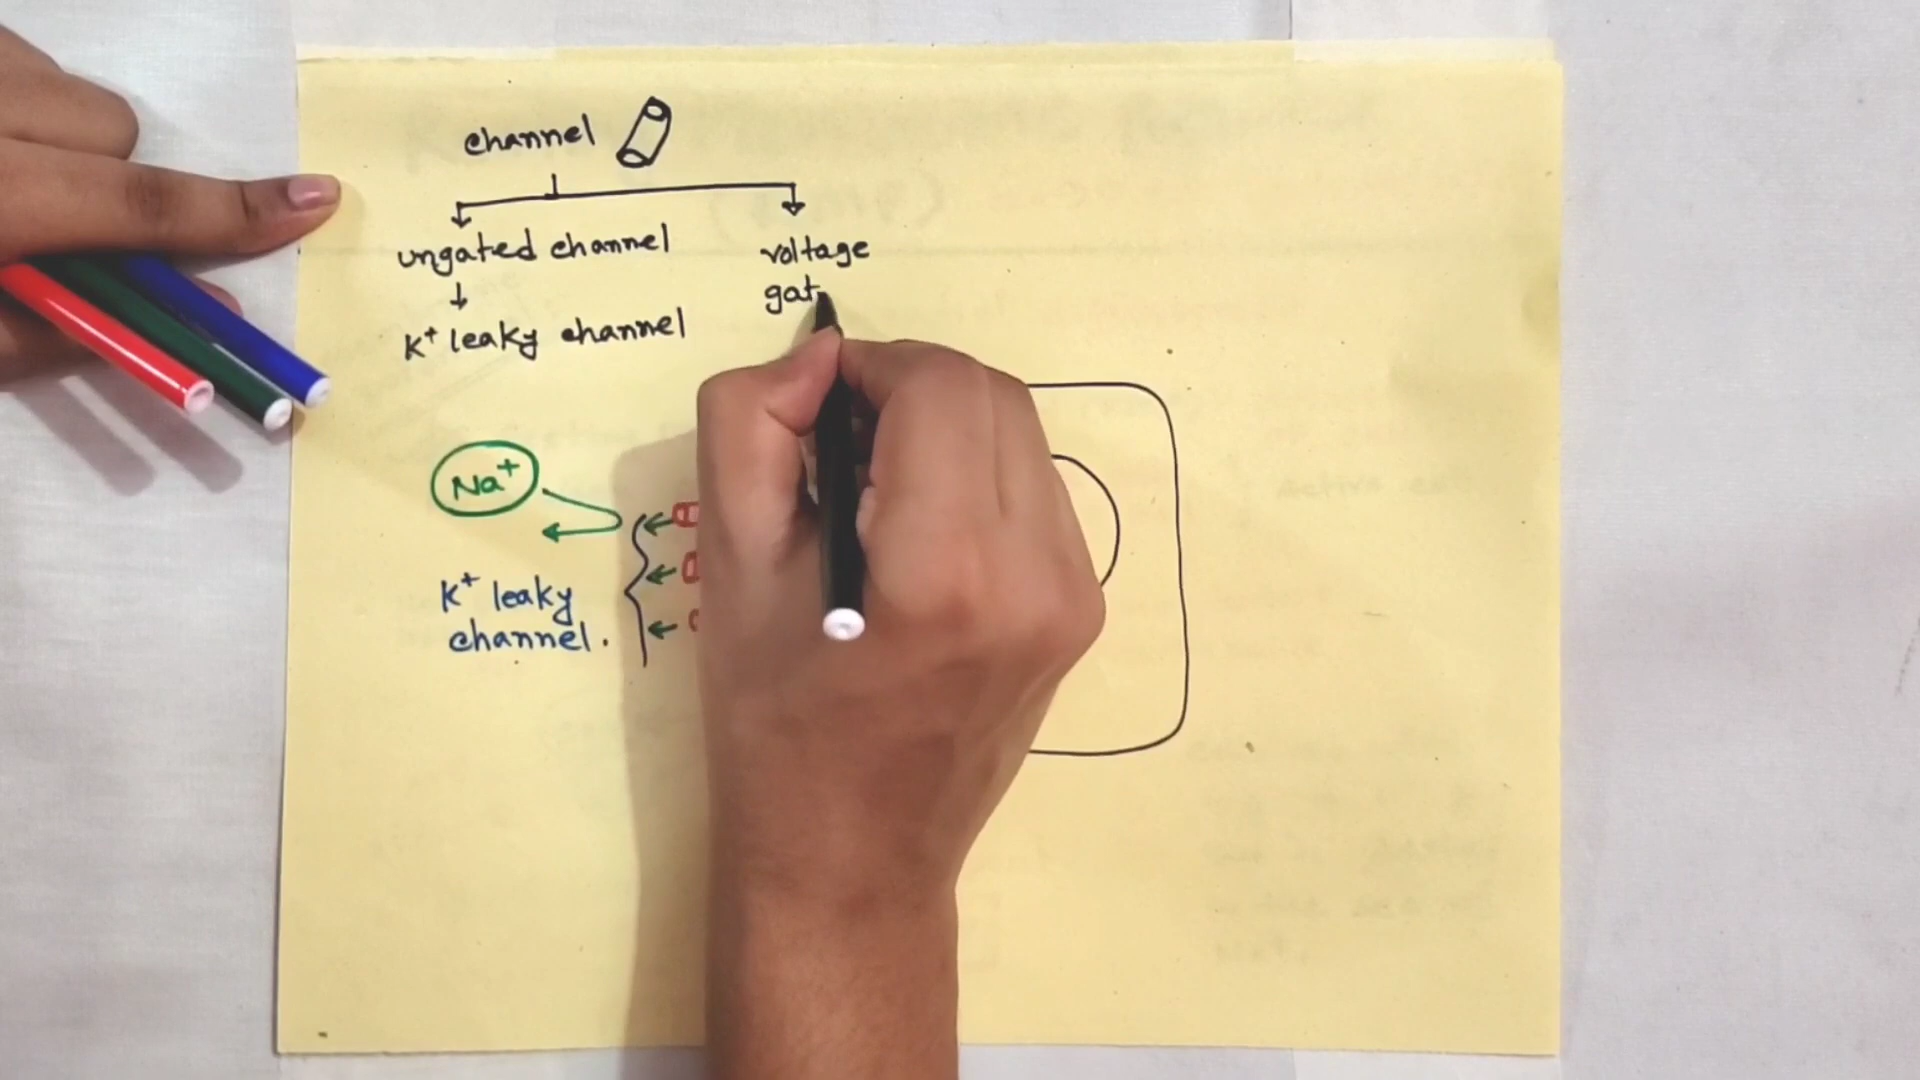 channel
ungated channel
voltage
gat
K⁺ leaky channel
Na⁺
K⁺ leaky
channel.